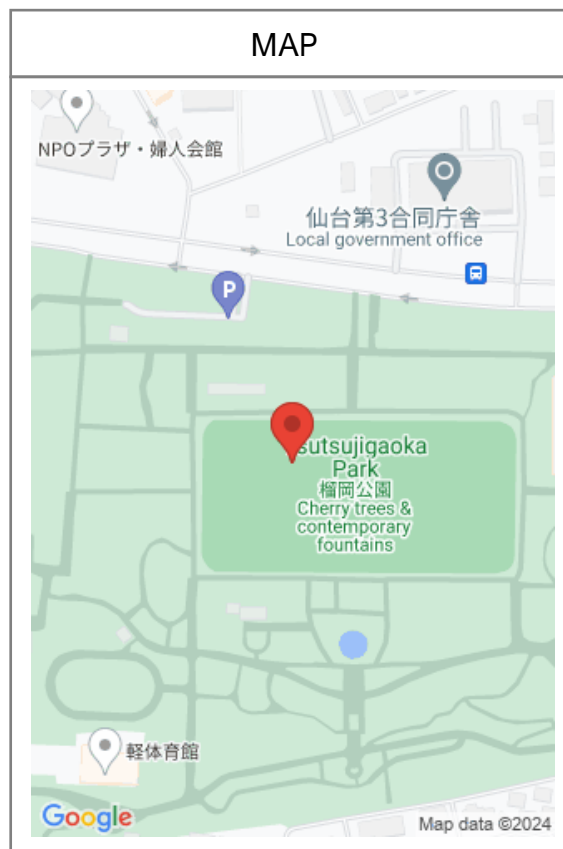 MAP
NPOプラザ・婦人会館
仙台第3合同庁舎
Local government office
P
sutsujigaoka
Park
榴岡公園
Cherry trees &
contemporary
fountains
軽体育館
Google
Map data ©2024